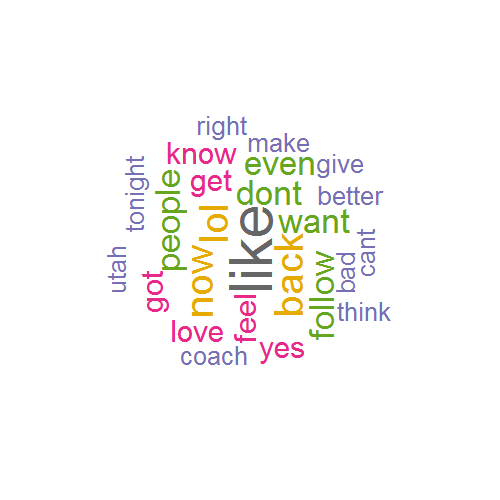 right
make
know
even
give
get
dont
better
tonight
people
lol
like
want
now
back
cant
utah
got
feel
follow
bad
think
love
yes
coach